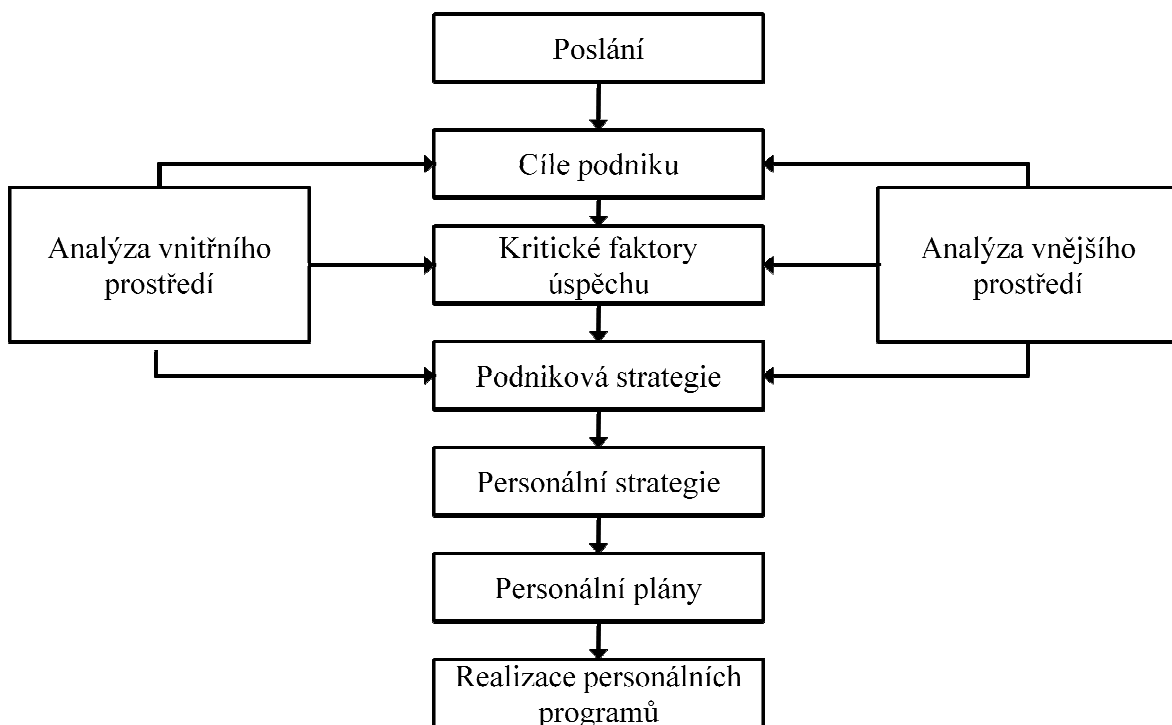 Poslání
Cíle podniku
Analýza vnitřního
prostředí
Kritické faktory
úspěchu
Analýza vnějšího
prostředí
Podniková strategie
Personální strategie
Personální plány
Realizace personálních
programů